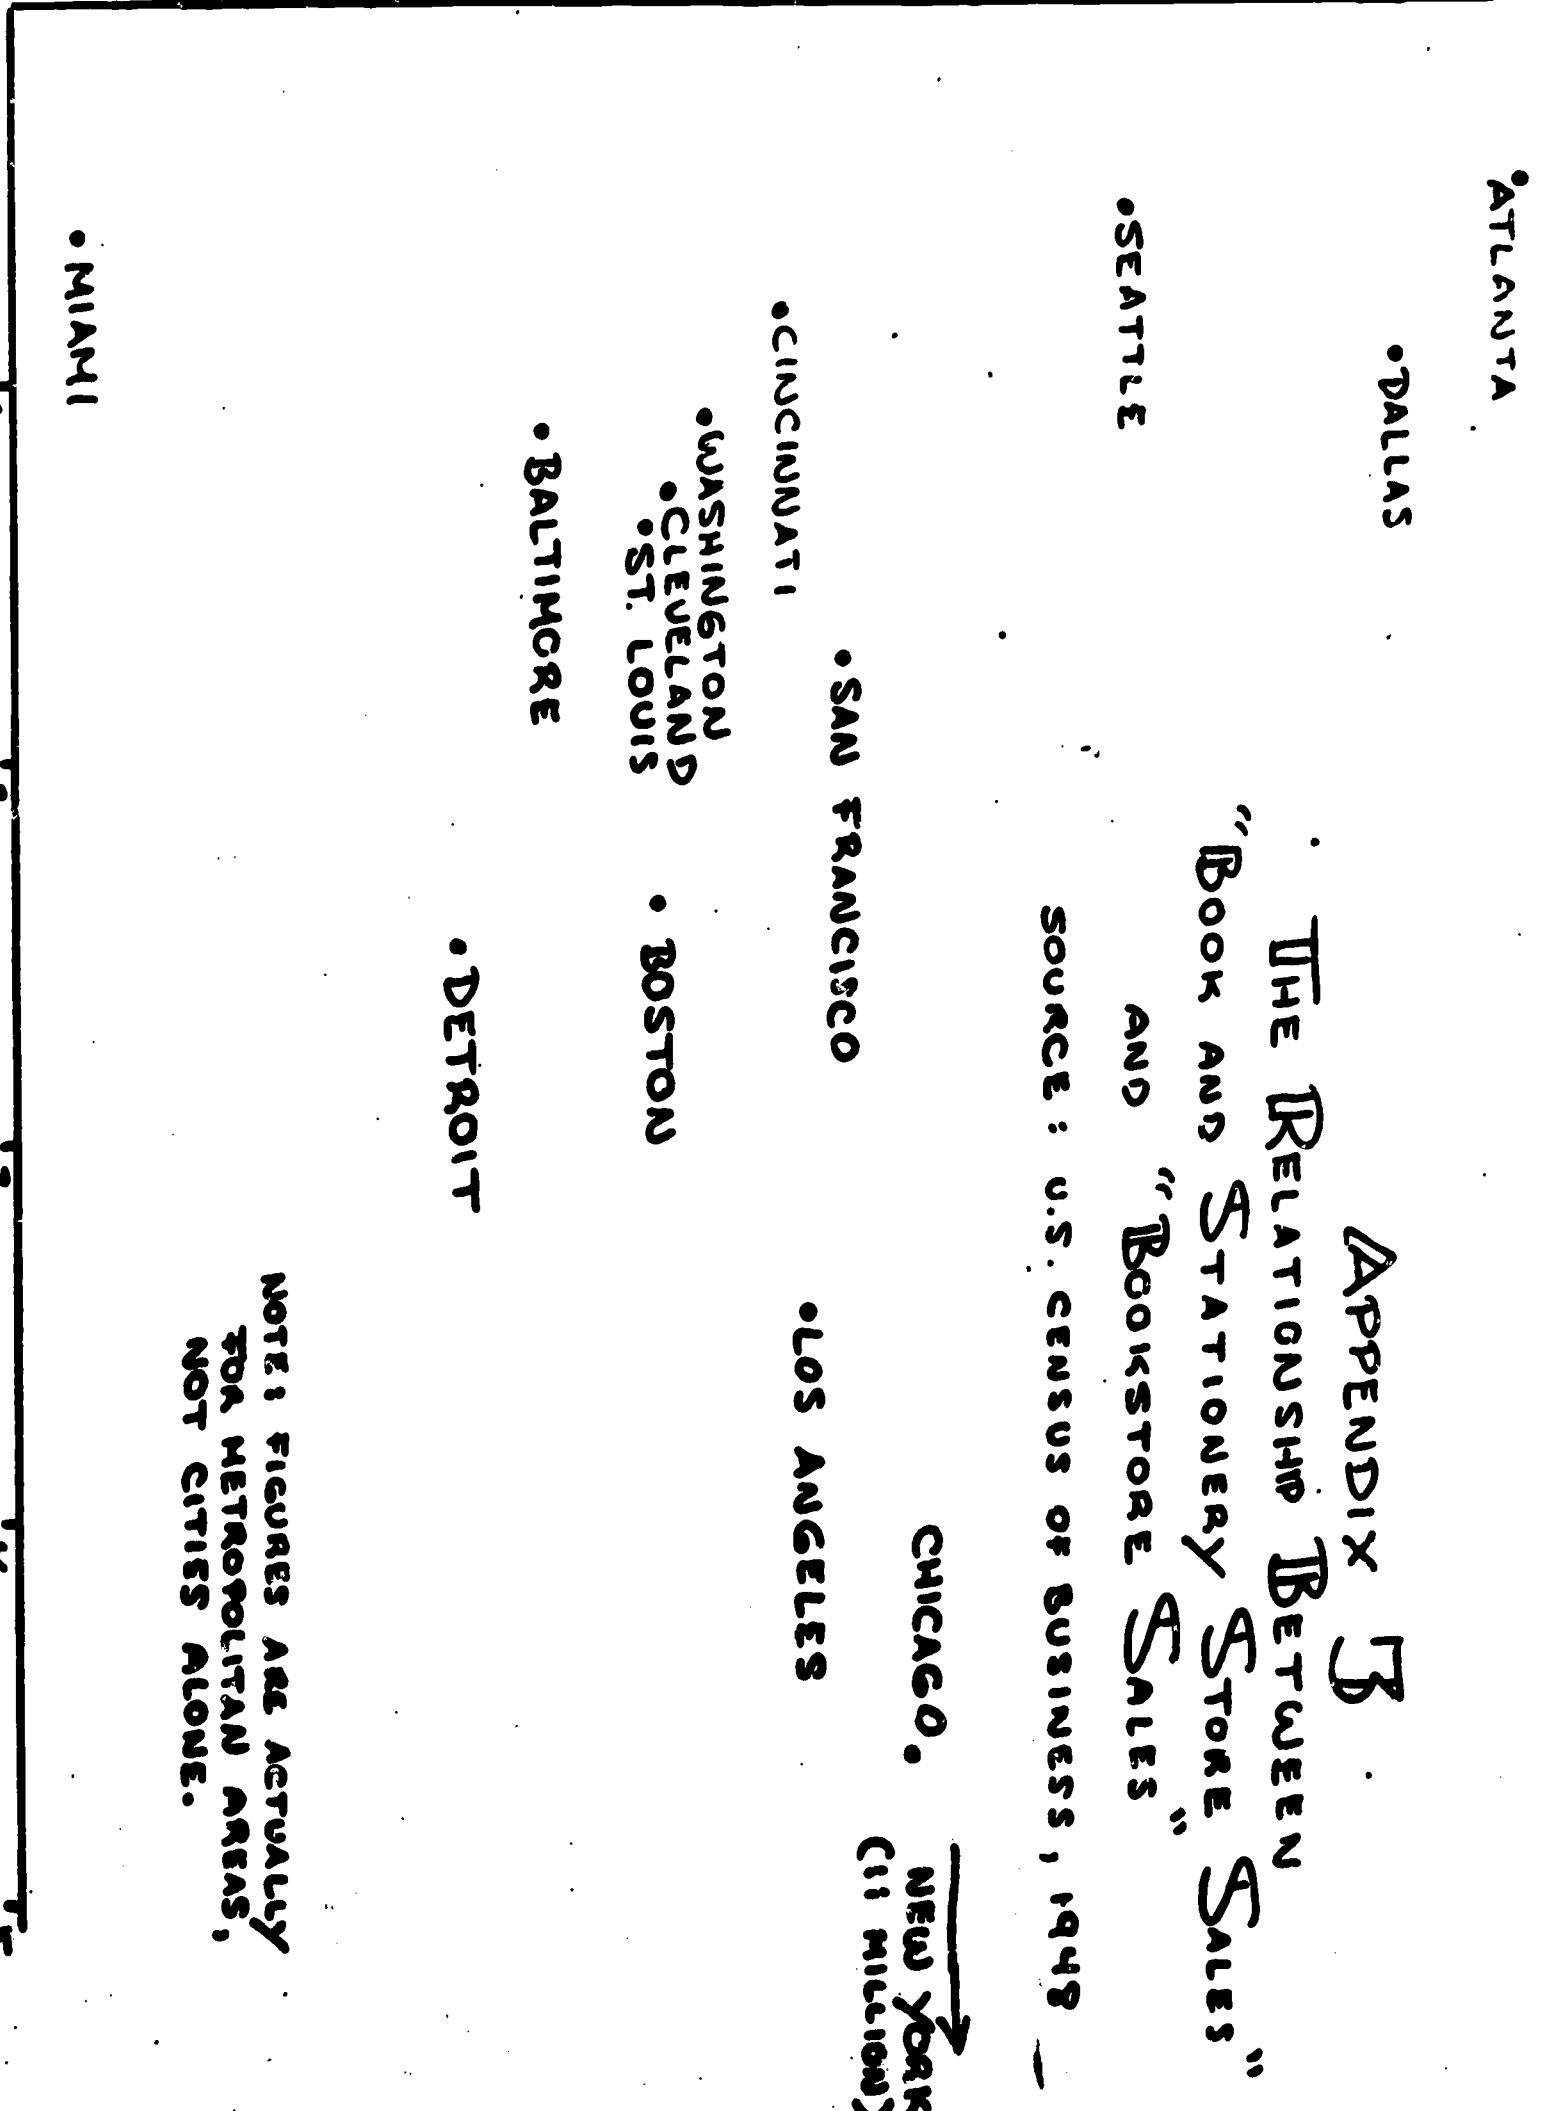 APPENDIX J
THE RELATIONSHIP BETWEEN
"BOOK AND STATIONERY STORE SALES"
AND "BOOKSTORE SALES"
SOURCE: U.S. CENSUS OF BUSINESS, 1948
ATLANTA
DALLAS
SEATTLE
CHICAGO
NEW YORK
(11 MILLION)
SAN FRANCISCO
LOS ANGELES
CINCINNATI
WASHINGTON
CLEVELAND
ST. LOUIS
BOSTON
BALTIMORE
DETROIT
NOTE: FIGURES ARE ACTUALLY
FOR METROPOLITAN AREAS,
NOT CITIES ALONE.
MIAMI